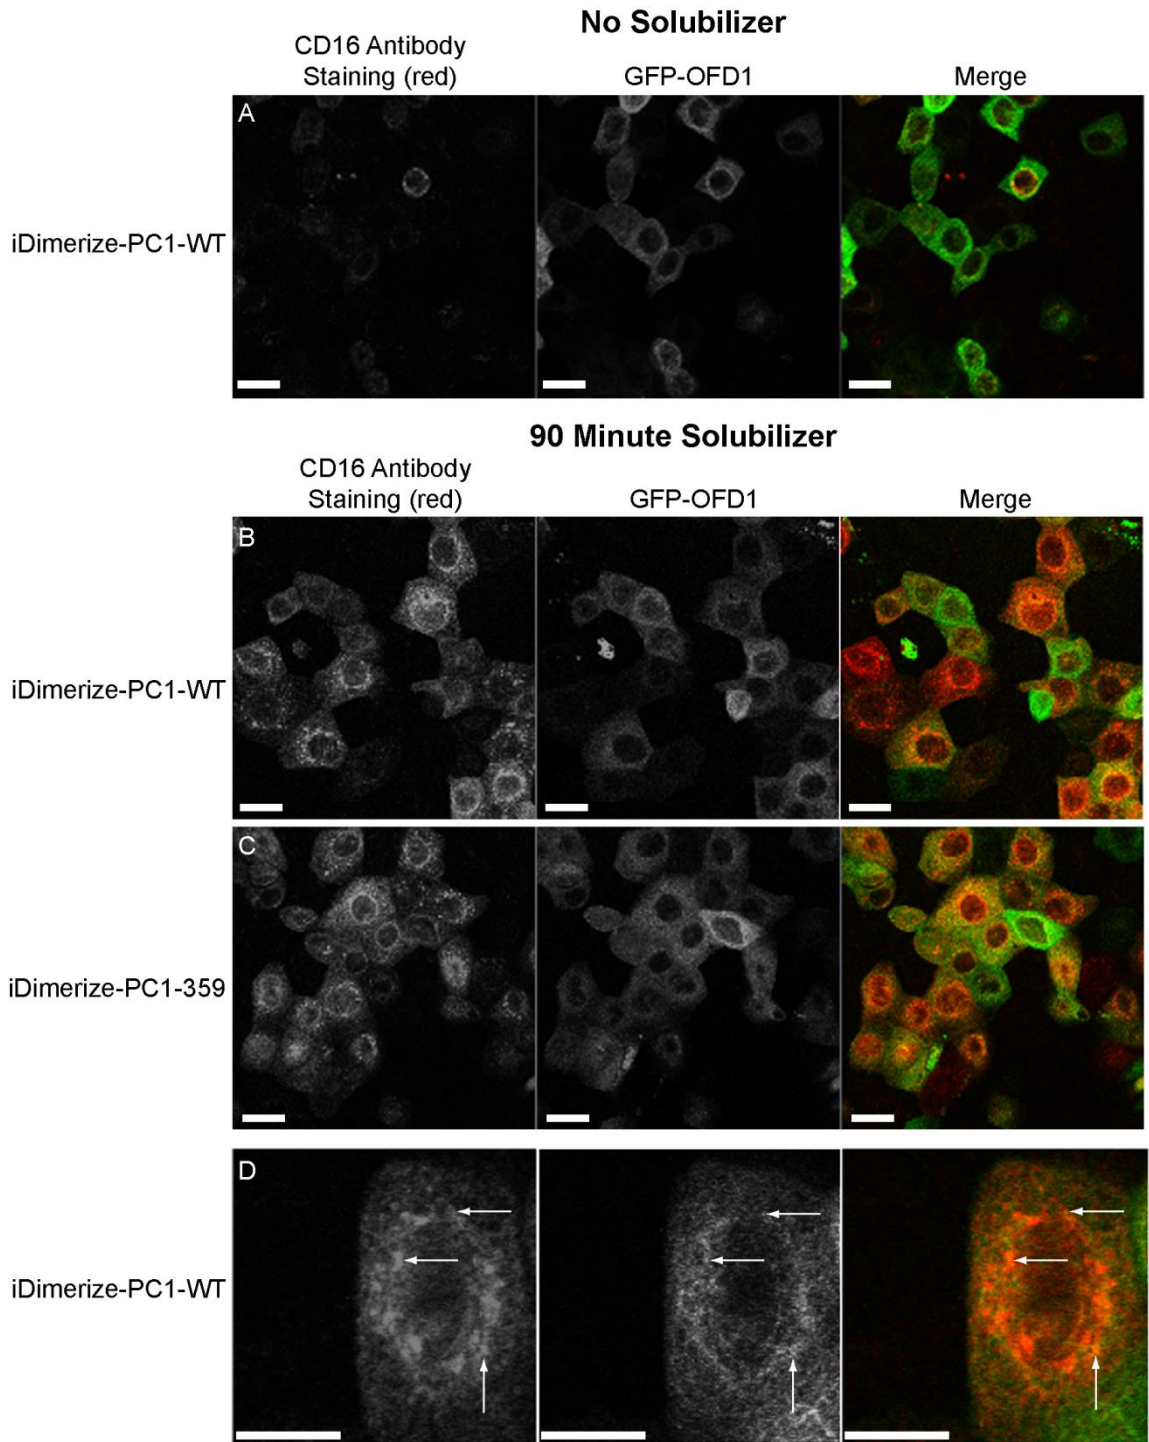 No Solubilizer
CD16 Antibody
Staining (red)
GFP-OFD1
Merge
A
iDimerize-PC1-WT
90 Minute Solubilizer
CD16 Antibody
Staining (red)
GFP-OFD1
Merge
B
iDimerize-PC1-WT
C
iDimerize-PC1-359
D
iDimerize-PC1-WT